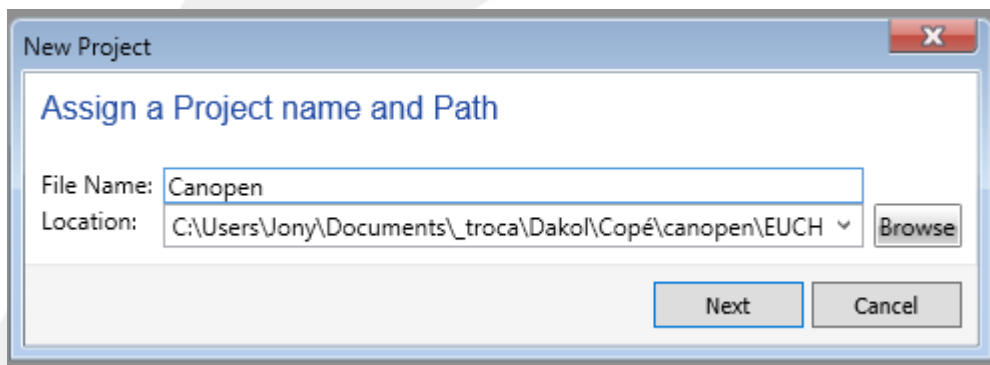 New Project
Assign a Project name and Path
File Name: Canopen
Location: C:\Users\Jony\Documents\_troca\Dakol\Copé\canopen\EUCH Browse
Next Cancel